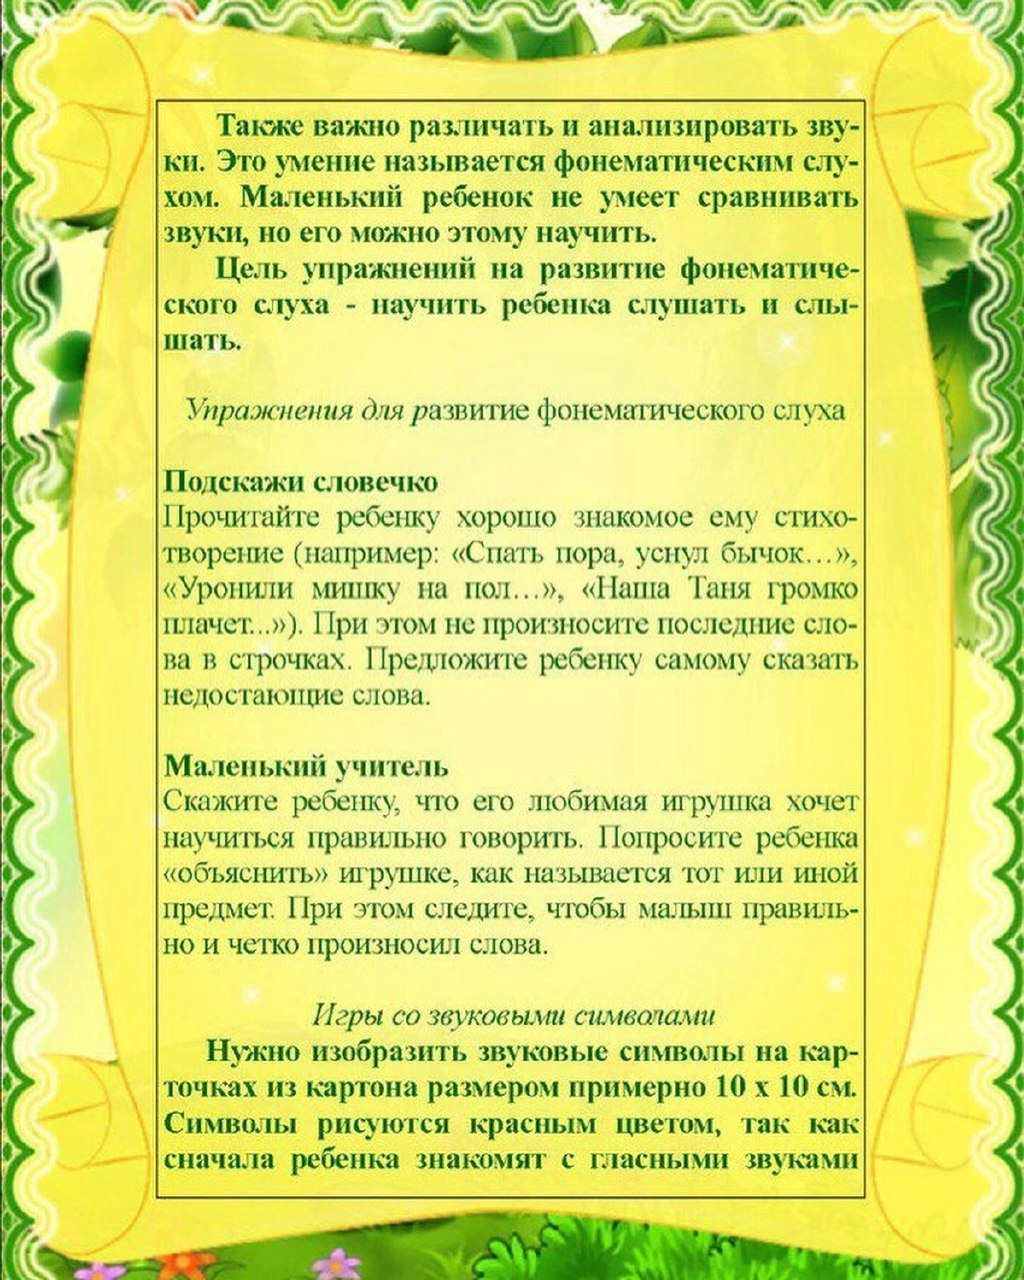 Также важно различать и анализировать зву-
ки. Это умение называется фонематическим слу-
хом. Маленький ребенок не умеет сравнивать
звуки, но его можно этому научить.
Цель упражнений на развитие фонематиче-
ского слуха - научить ребенка слушать и слы-
шать.
Упражнения для развитие фонематического слуха
Подскажи словечко
Прочитайте ребенку хорошо знакомое ему стихо-
творение (например: «Спать пора, уснул бычок…»,
«Уронили мишку на пол…», «Наша Таня громко
плачет...»). При этом не произносите последние сло-
ва в строчках. Предложите ребенку самому сказать
недостающие слова.
Маленький учитель
Скажите ребенку, что его любимая игрушка хочет
научиться правильно говорить. Попросите ребенка
«объяснить» игрушке, как называется тот или иной
предмет. При этом следите, чтобы малыш правиль-
но и четко произносил слова.
Игры со звуковыми символами
Нужно изобразить звуковые символы на кар-
точках из картона размером примерно 10 х 10 см.
Символы рисуются красным цветом, так как
сначала ребенка знакомят с гласными звуками